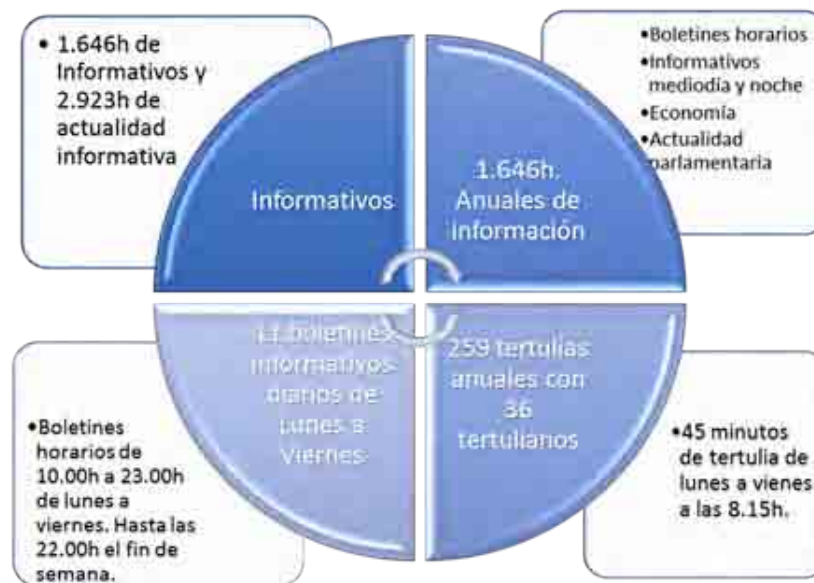 • 1.646h de
Informativos y
2.923h de
actualidad
informativa
•Boletines horarios
•Informativos
mediodía y noche
•Economía
•Actualidad
parlamentaria
Informativos
1.646h.
Anuales de
información
11 boletines
informativos
diarios de
Lunes a
Viernes
259 tertulias
anuales con
36
tertulianos
•Boletines
horarios de
10.00h a 23.00h
de lunes a
viernes. Hasta las
22.00h el fin de
semana.
•45 minutos
de tertulia de
lunes a vienes
a las 8.15h.